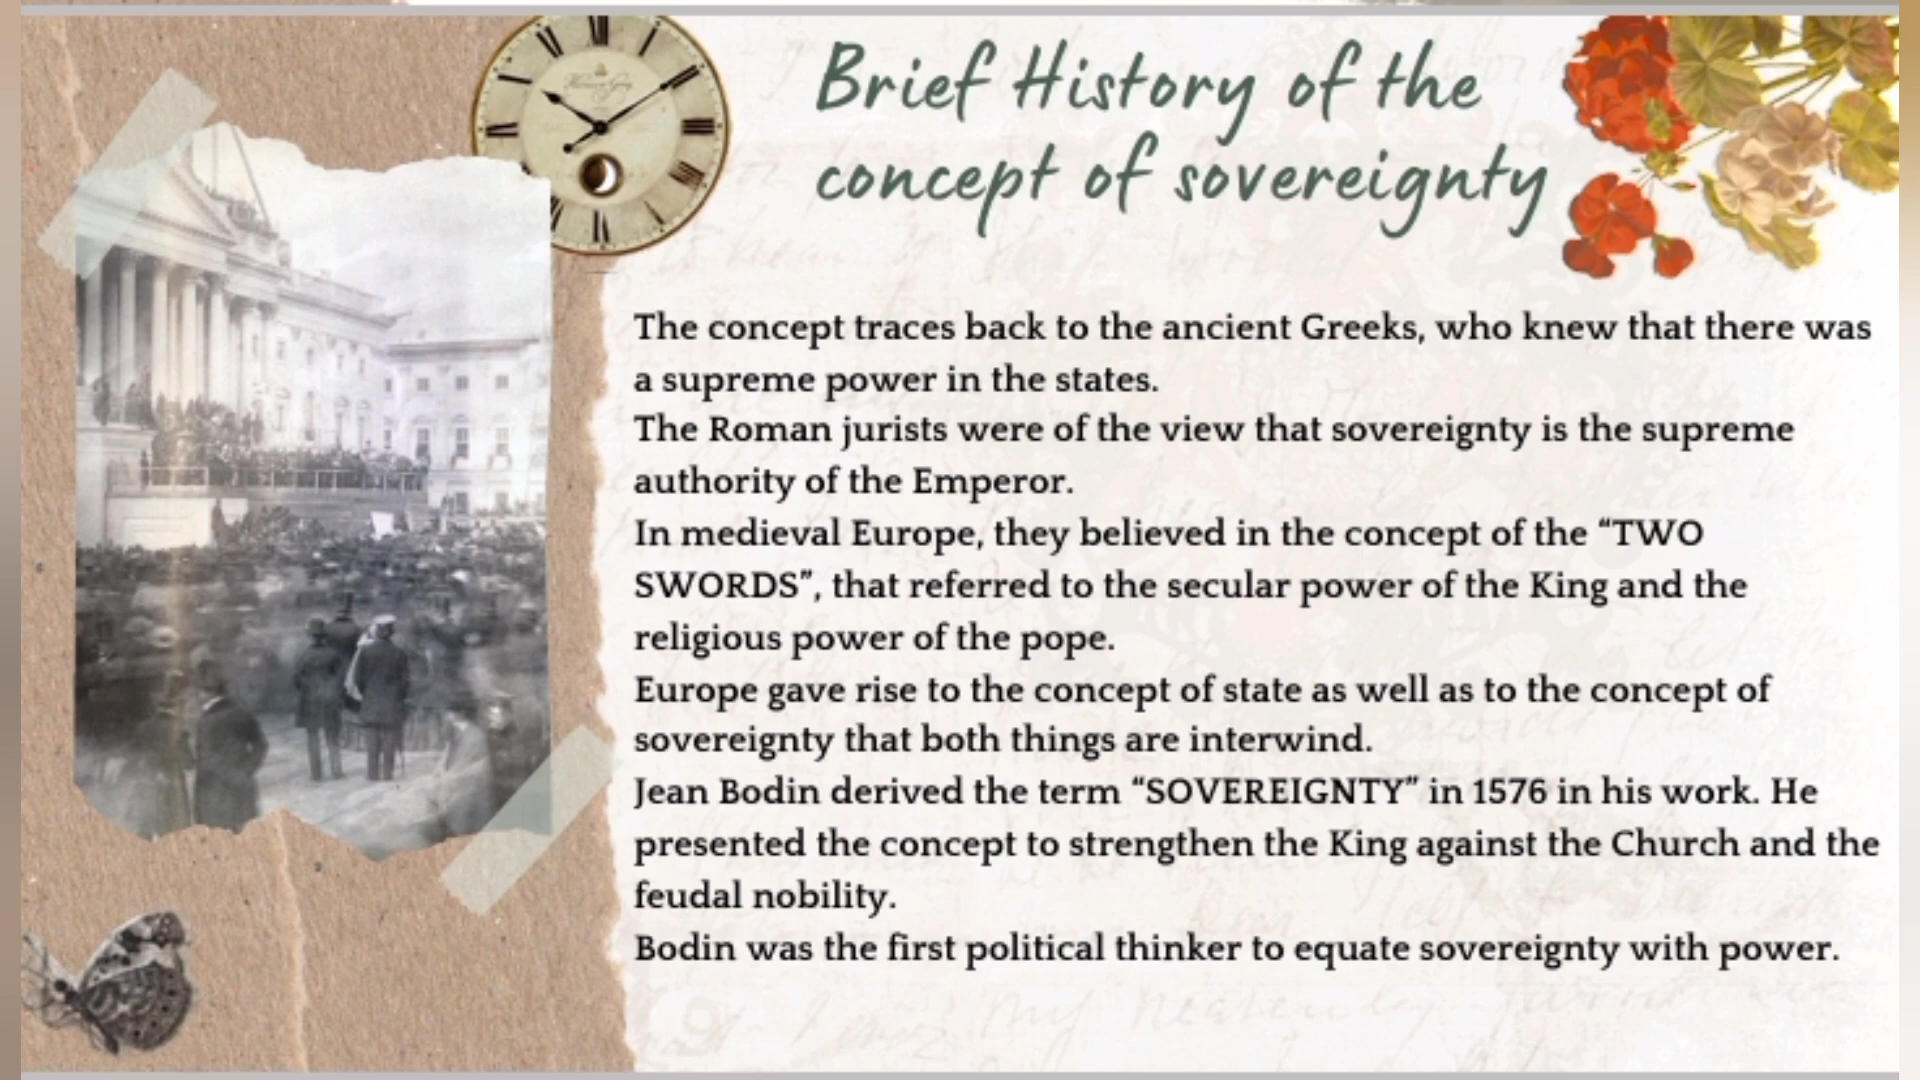 Brief History of the
concept of sovereignty
The concept traces back to the ancient Greeks, who knew that there was
a supreme power in the states.
The Roman jurists were of the view that sovereignty is the supreme
authority of the Emperor.
In medieval Europe, they believed in the concept of the “TWO
SWORDS”, that referred to the secular power of the King and the
religious power of the pope.
Europe gave rise to the concept of state as well as to the concept of
sovereignty that both things are interwind.
Jean Bodin derived the term “SOVEREIGNTY” in 1576 in his work. He
presented the concept to strengthen the King against the Church and the
feudal nobility.
Bodin was the first political thinker to equate sovereignty with power.